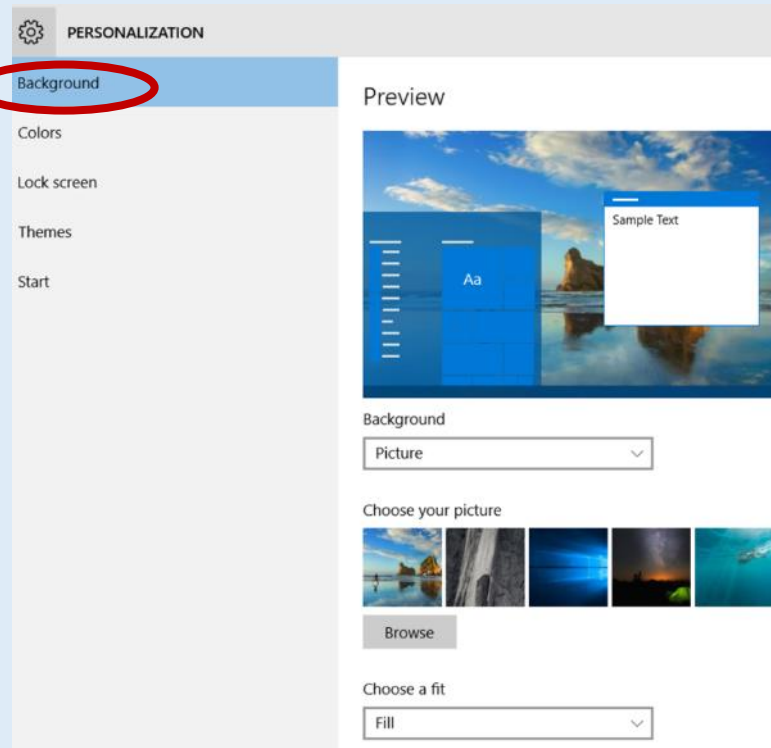 PERSONALIZATION
Background
Colors
Lock screen
Themes
Start
Preview
Sample Text
Aa
Background
Picture
Choose your picture
Browse
Choose a fit
Fill